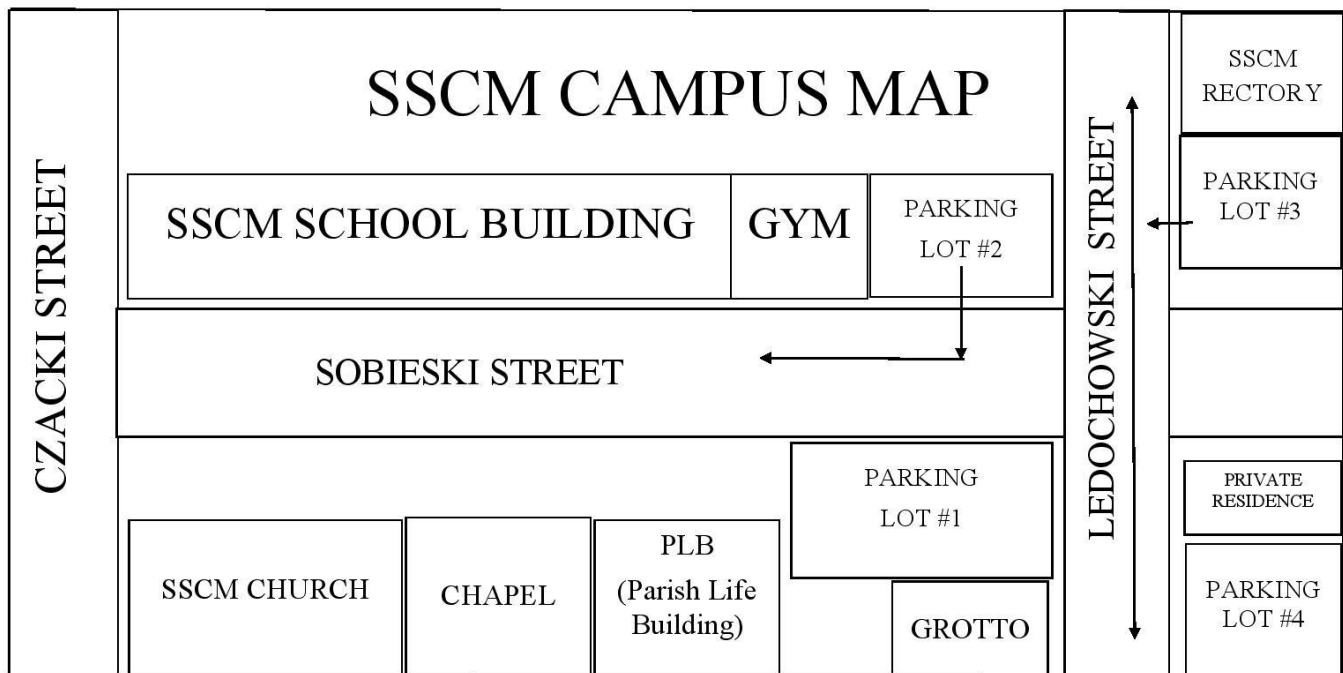 SSCM CAMPUS MAP
CZACKI STREET
SSCM SCHOOL BUILDING
GYM
PARKING
LOT #2
LEDOCHOWSKI STREET
SSCM
RECTORY
PARKING
LOT #3
SOBIESKI STREET
PARKING
LOT #1
PRIVATE
RESIDENCE
SSCM CHURCH
CHAPEL
PLB
(Parish Life
Building)
GROTTO
PARKING
LOT #4